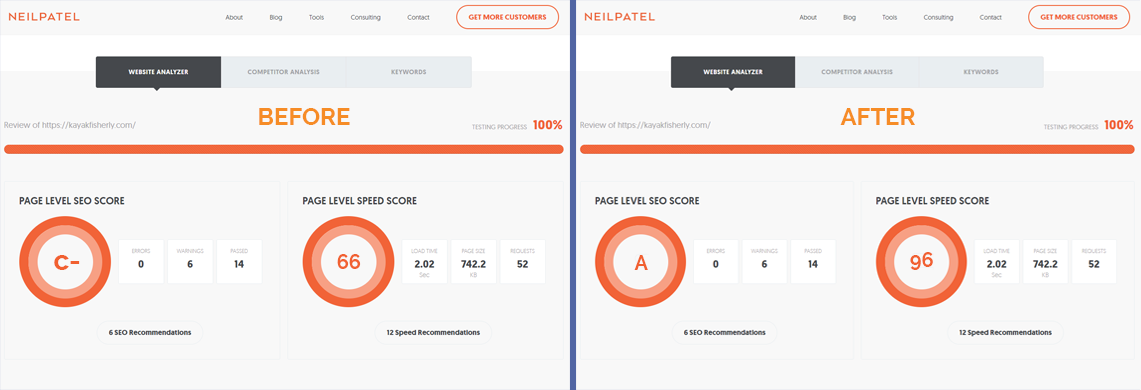 NEILPATEL
About Blog Tools Consulting Contact GET MORE CUSTOMERS
WEBSITE ANALYZER COMPETITOR ANALYSIS KEYWORDS
BEFORE
Review of https://kayakfisherly.com/
TESTING PROGRESS 100%
PAGE LEVEL SEO SCORE
C-
ERRORS
0
WARNINGS
6
PASSED
14
6 SEO Recommendations
PAGE LEVEL SPEED SCORE
66
LOAD TIME
2.02
Sec
PAGE SIZE
742.2
KB
REQUESTS
52
12 Speed Recommendations
NEILPATEL
About Blog Tools Consulting Contact GET MORE CUSTOMERS
WEBSITE ANALYZER COMPETITOR ANALYSIS KEYWORDS
AFTER
Review of https://kayakfisherly.com/
TESTING PROGRESS 100%
PAGE LEVEL SEO SCORE
A
ERRORS
0
WARNINGS
6
PASSED
14
6 SEO Recommendations
PAGE LEVEL SPEED SCORE
96
LOAD TIME
2.02
Sec
PAGE SIZE
742.2
KB
REQUESTS
52
12 Speed Recommendations